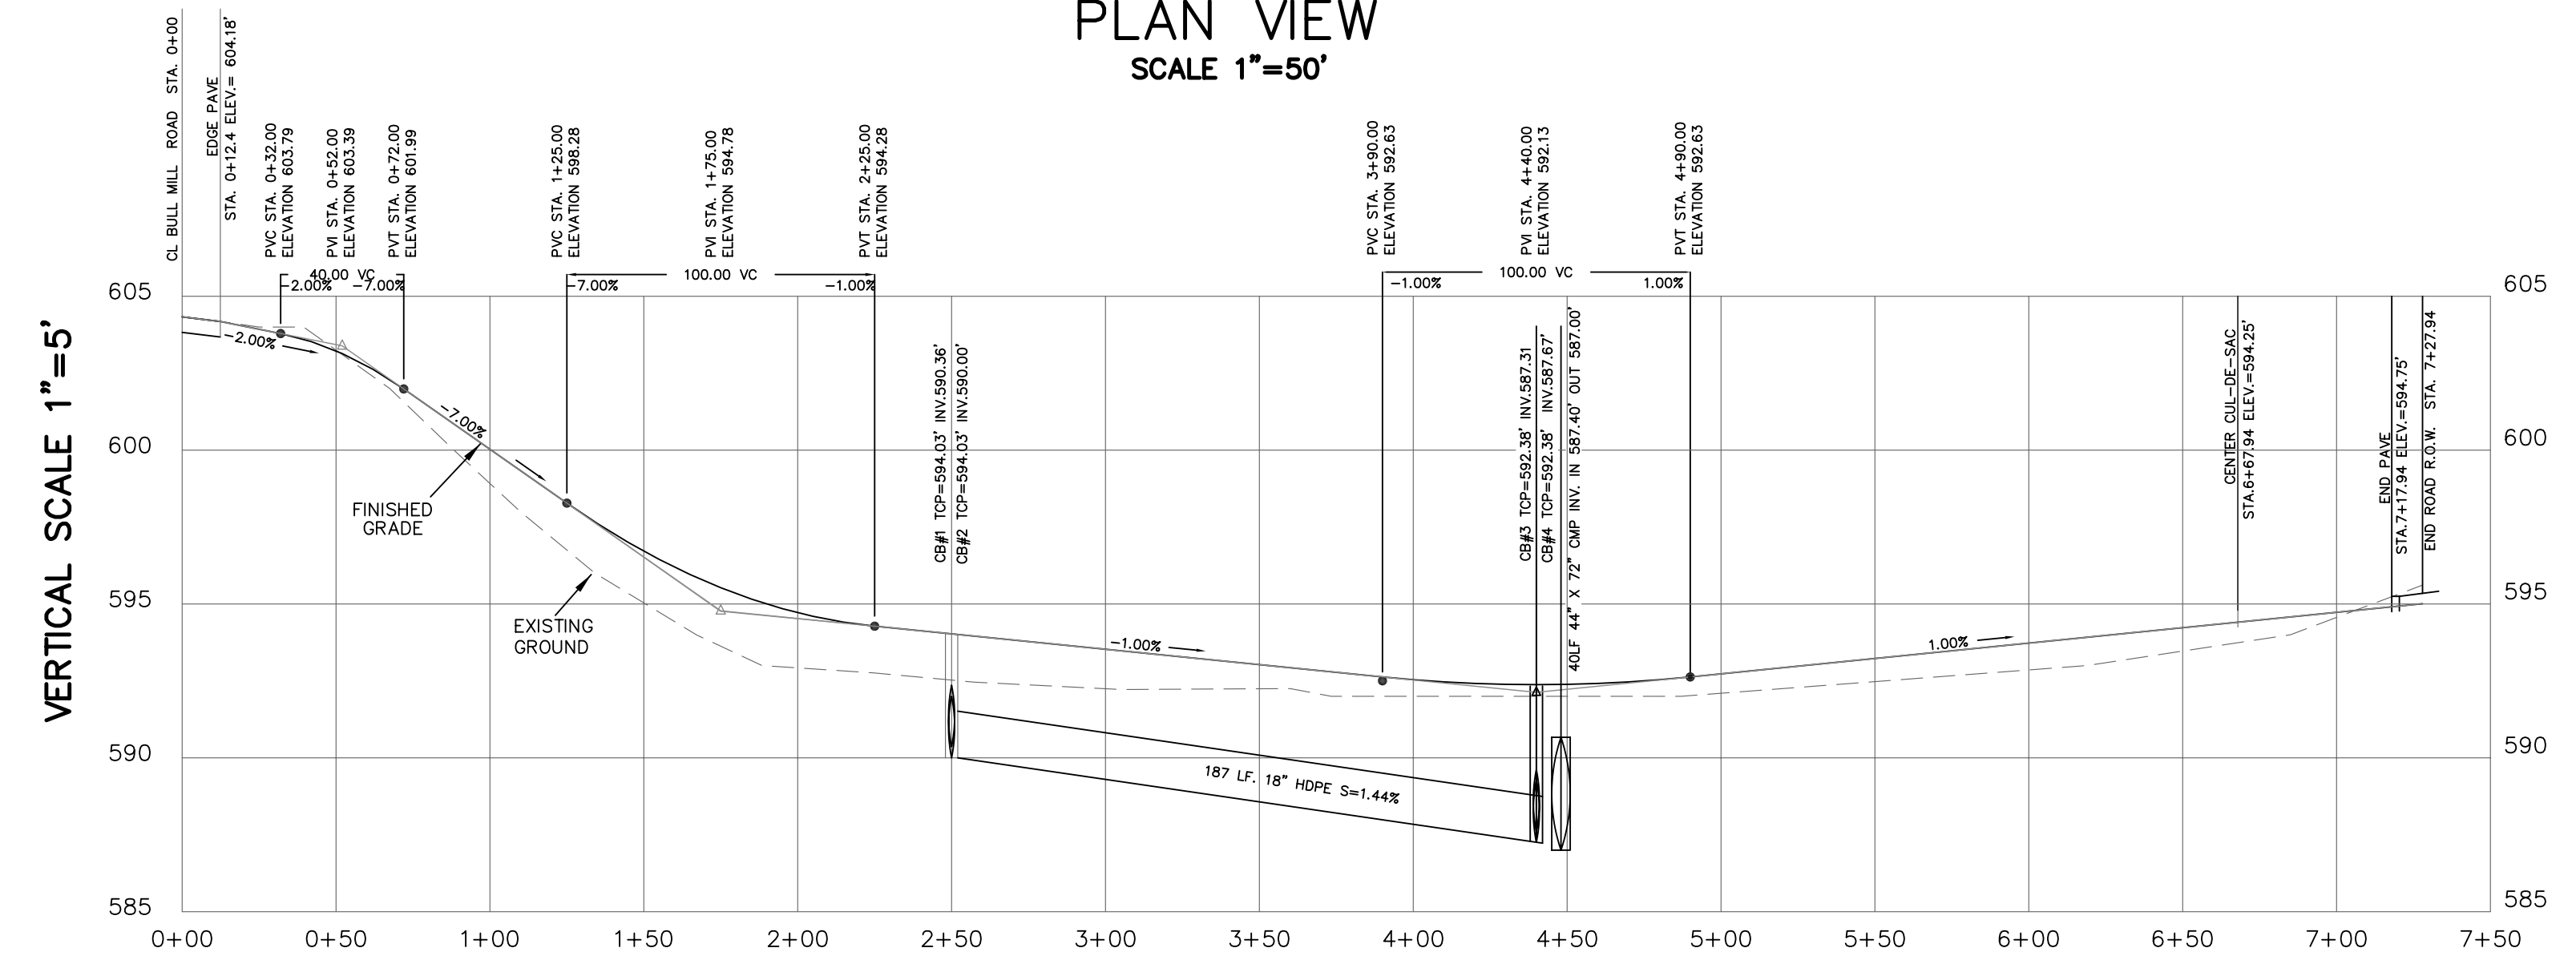 PLAN VIEW
SCALE 1"=50'
CL BULL MILL ROAD STA. 0+00
EDGE PAVE
STA. 0+12.4 ELEV.= 604.18'
PVC STA. 0+32.00
ELEVATION 603.79
PVI STA. 0+52.00
ELEVATION 603.39
PVT STA. 0+72.00
ELEVATION 601.99
PVC STA. 1+25.00
ELEVATION 598.28
PVI STA. 1+75.00
ELEVATION 594.78
PVT STA. 2+25.00
ELEVATION 594.28
PVC STA. 3+90.00
ELEVATION 592.63
PVI STA. 4+40.00
ELEVATION 592.13
PVT STA. 4+90.00
ELEVATION 592.63
40.00 VC
-2.00% -7.00%
100.00 VC
-7.00% -1.00%
100.00 VC
-1.00% 1.00%
VERTICAL SCALE 1"=5'
605
600
595
590
585
605
600
595
590
585
-2.00%
-7.00%
FINISHED
GRADE
EXISTING
GROUND
CB#1 TCP=594.03' INV.590.36'
CB#2 TCP=594.03' INV.590.00'
-1.00%
187 LF. 18" HDPE S=1.44%
CB#3 TCP=592.38' INV.587.31
CB#4 TCP=592.38' INV.587.67'
40LF 44" X 72" CMP INV. IN 587.40' OUT 587.00'
1.00%
CENTER CUL-DE-SAC
STA.6+67.94 ELEV.=594.25'
END PAVE
STA.7+17.94 ELEV.=594.75'
END ROAD R.O.W. STA. 7+27.94
0+00 0+50 1+00 1+50 2+00 2+50 3+00 3+50 4+00 4+50 5+00 5+50 6+00 6+50 7+00 7+50